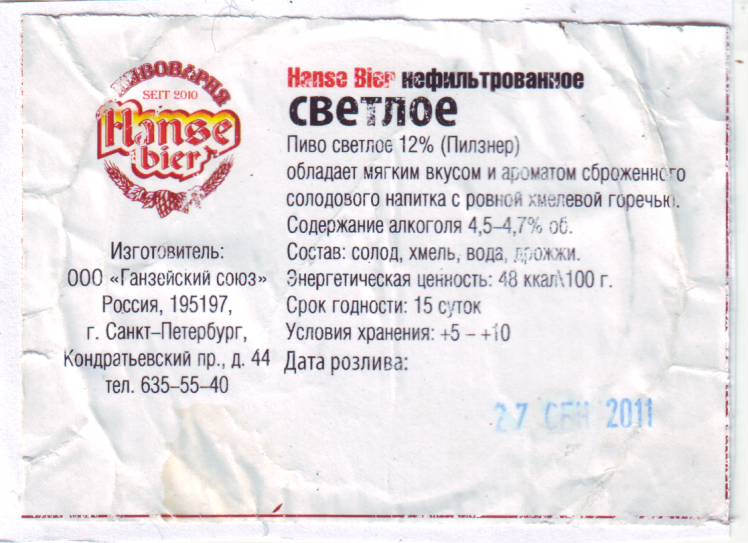 ПИВОВАРНЯ
SEIT 2010
Hanse
bier
Изготовитель:
ООО «Ганзейский союз»
Россия, 195197,
г. Санкт–Петербург,
Кондратьевский пр., д. 44
тел. 635–55–40
Hanse Bier нефильтрованное
светлое
Пиво светлое 12% (Пилзнер)
обладает мягким вкусом и ароматом сброженного
солодового напитка с ровной хмелевой горечью.
Содержание алкоголя 4,5–4,7% об.
Состав: солод, хмель, вода, дрожжи.
Энергетическая ценность: 48 ккал\100 г.
Срок годности: 15 суток
Условия хранения: +5 – +10
Дата розлива:
27 СЕН 2011